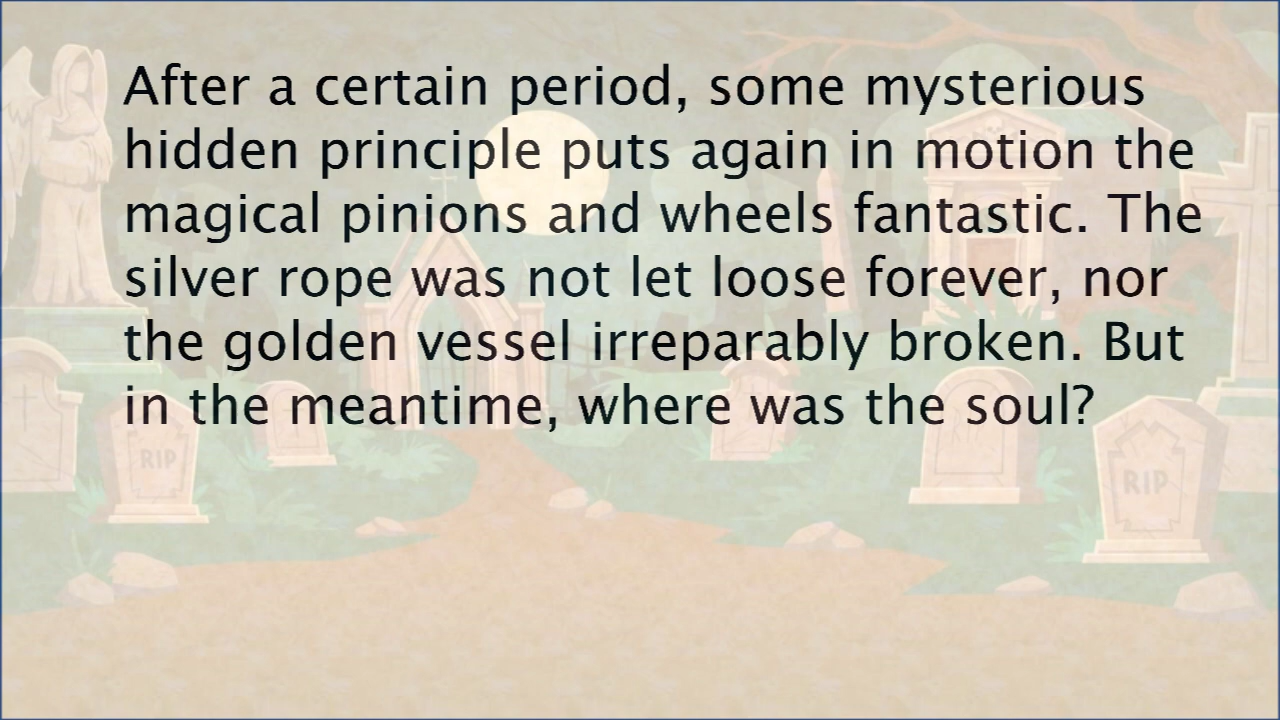 After a certain period, some mysterious
hidden principle puts again in motion the
magical pinions and wheels fantastic. The
silver rope was not let loose forever, nor
the golden vessel irreparably broken. But
in the meantime, where was the soul?
RIP
RIP